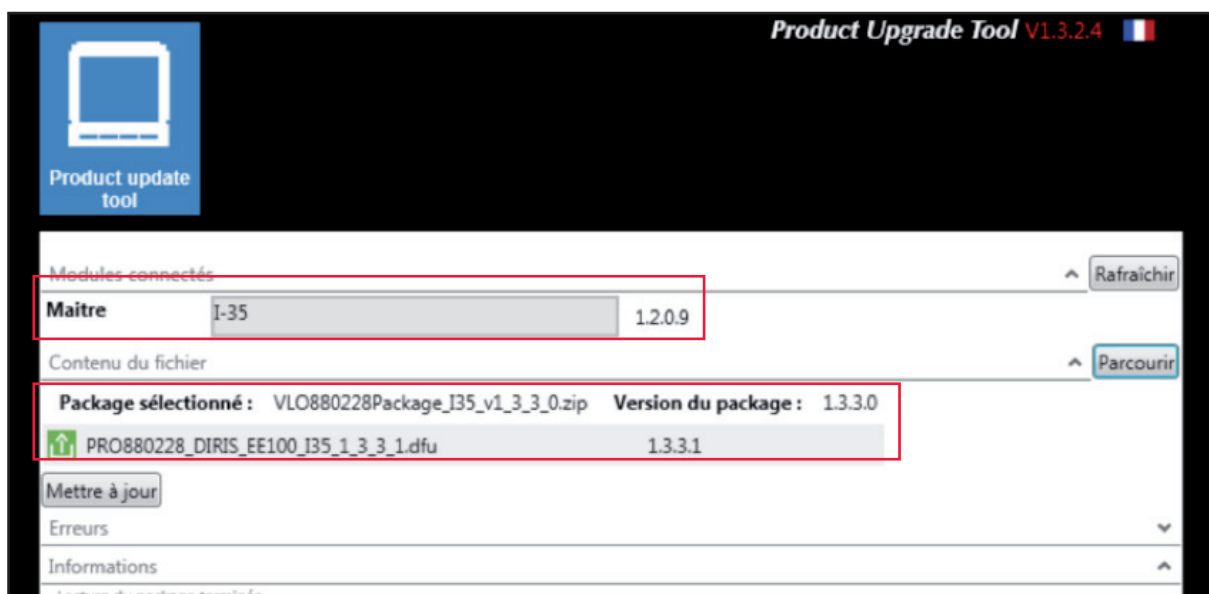 Product Upgrade Tool V1.3.2.4
Product update
tool
Modules connectés
Rafraîchir
Maitre I-35 1.2.0.9
Contenu du fichier
Parcourir
Package sélectionné : VLO880228Package_I35_v1_3_3_0.zip Version du package : 1.3.3.0
PRO880228_DIRIS_EE100_I35_1_3_3_1.dfu 1.3.3.1
Mettre à jour
Erreurs
Informations